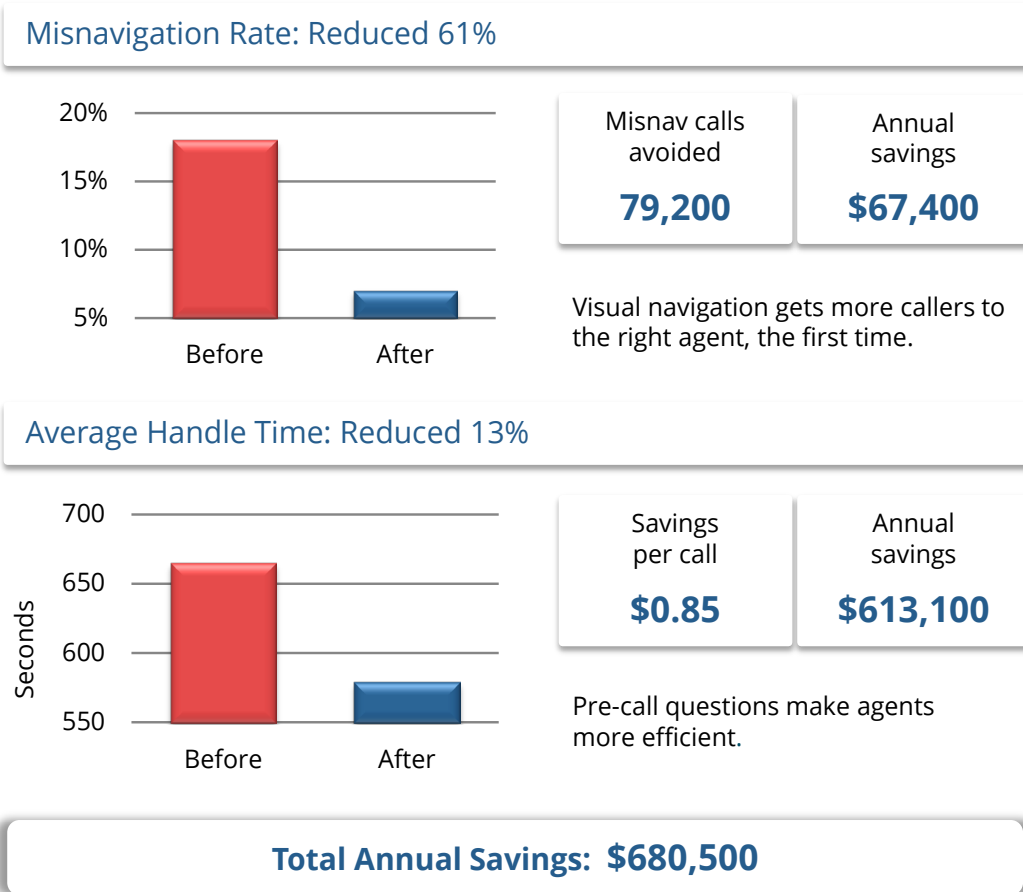 Misnavigation Rate: Reduced 61%
20%
15%
10%
5%
Before
After
Misnav calls
avoided
79,200
Annual
savings
$67,400
Visual navigation gets more callers to
the right agent, the first time.
Average Handle Time: Reduced 13%
Seconds
700
650
600
550
Before
After
Savings
per call
$0.85
Annual
savings
$613,100
Pre-call questions make agents
more efficient.
Total Annual Savings: $680,500